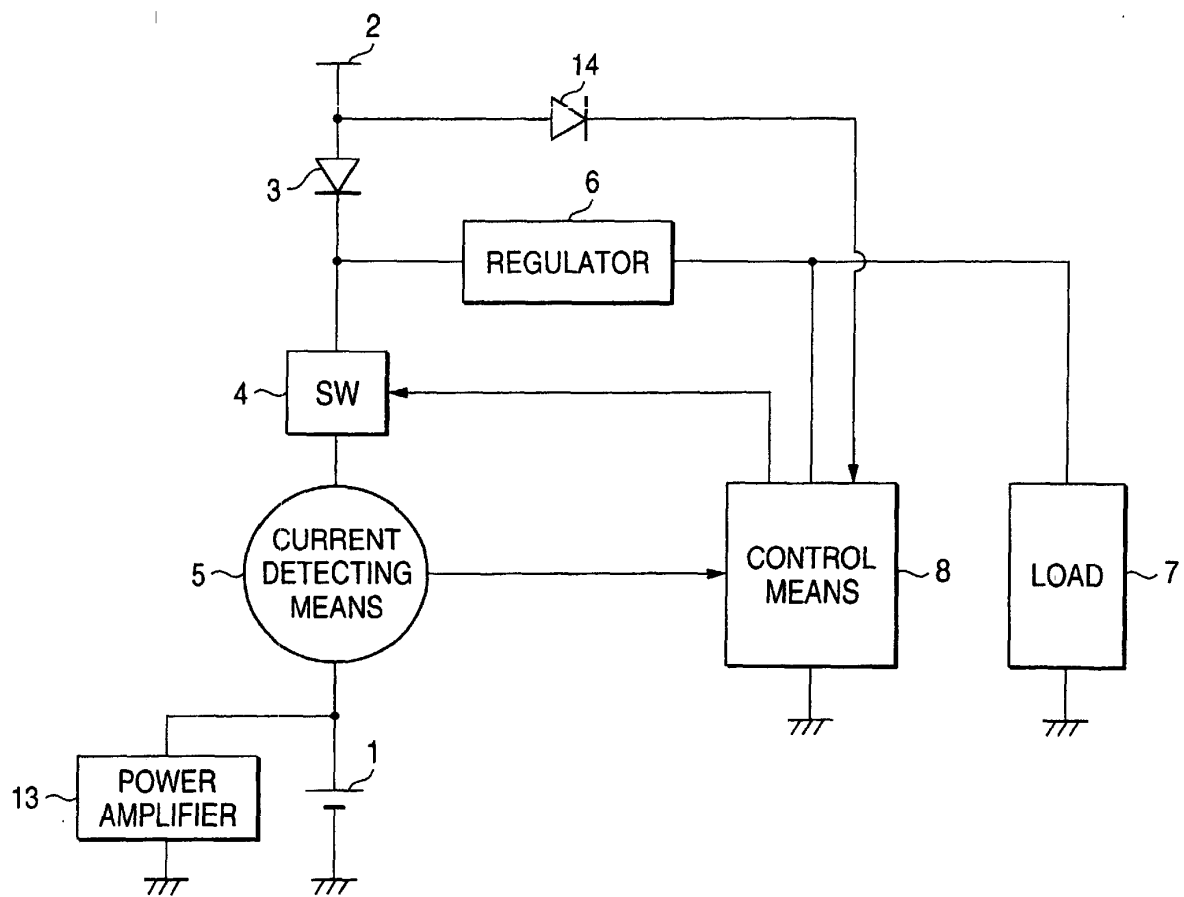 2
14
3
6
REGULATOR
4
SW
5
CURRENT
DETECTING
MEANS
CONTROL
MEANS
8
LOAD
7
13
POWER
AMPLIFIER
1